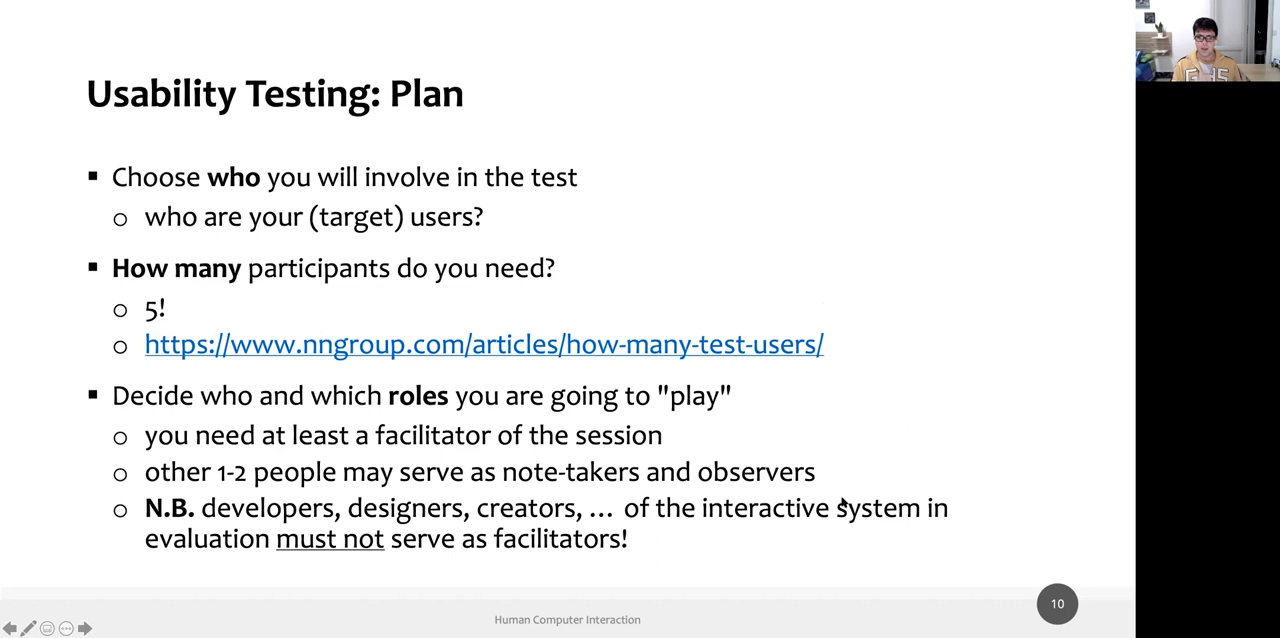 Usability Testing: Plan
▪ Choose who you will involve in the test
o who are your (target) users?
▪ How many participants do you need?
o 5!
o https://www.nngroup.com/articles/how-many-test-users/
▪ Decide who and which roles you are going to "play"
o you need at least a facilitator of the session
o other 1-2 people may serve as note-takers and observers
o N.B. developers, designers, creators, … of the interactive system in
evaluation must not serve as facilitators!
Human Computer Interaction
10